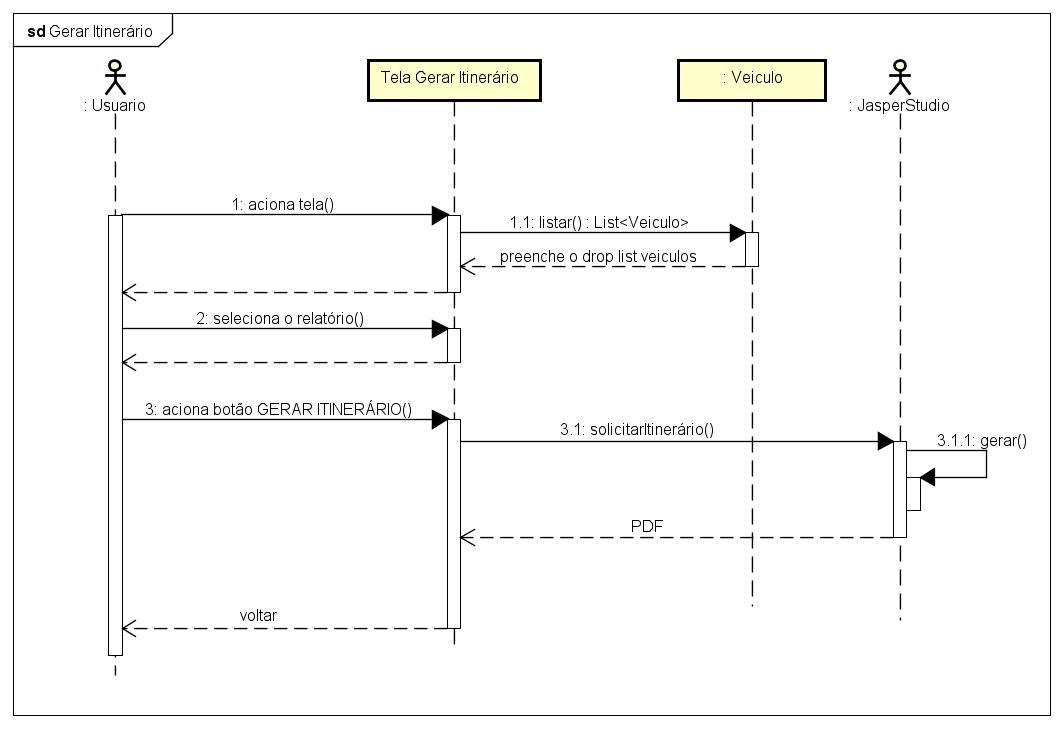 sd Gerar Itinerário
: Usuario
Tela Gerar Itinerário
: Veiculo
: JasperStudio
1: aciona tela()
1.1: listar() : List<Veiculo>
preenche o drop list veiculos
2: seleciona o relatório()
3: aciona botão GERAR ITINERÁRIO()
3.1: solicitarItinerário()
3.1.1: gerar()
PDF
voltar